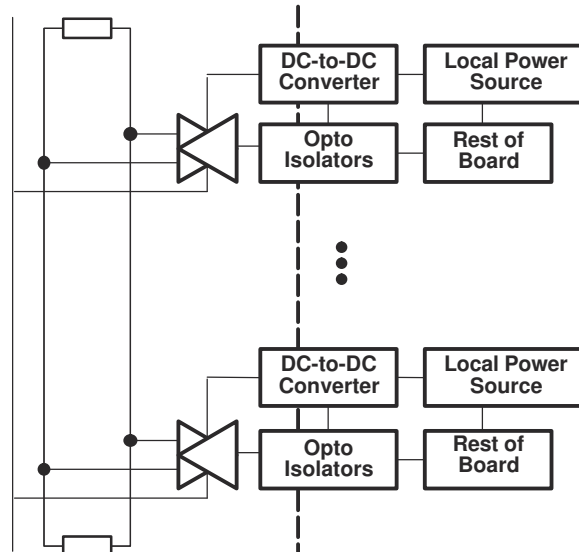 DC-to-DC
Converter
Local Power
Source
Opto
Isolators
Rest of
Board
DC-to-DC
Converter
Local Power
Source
Opto
Isolators
Rest of
Board